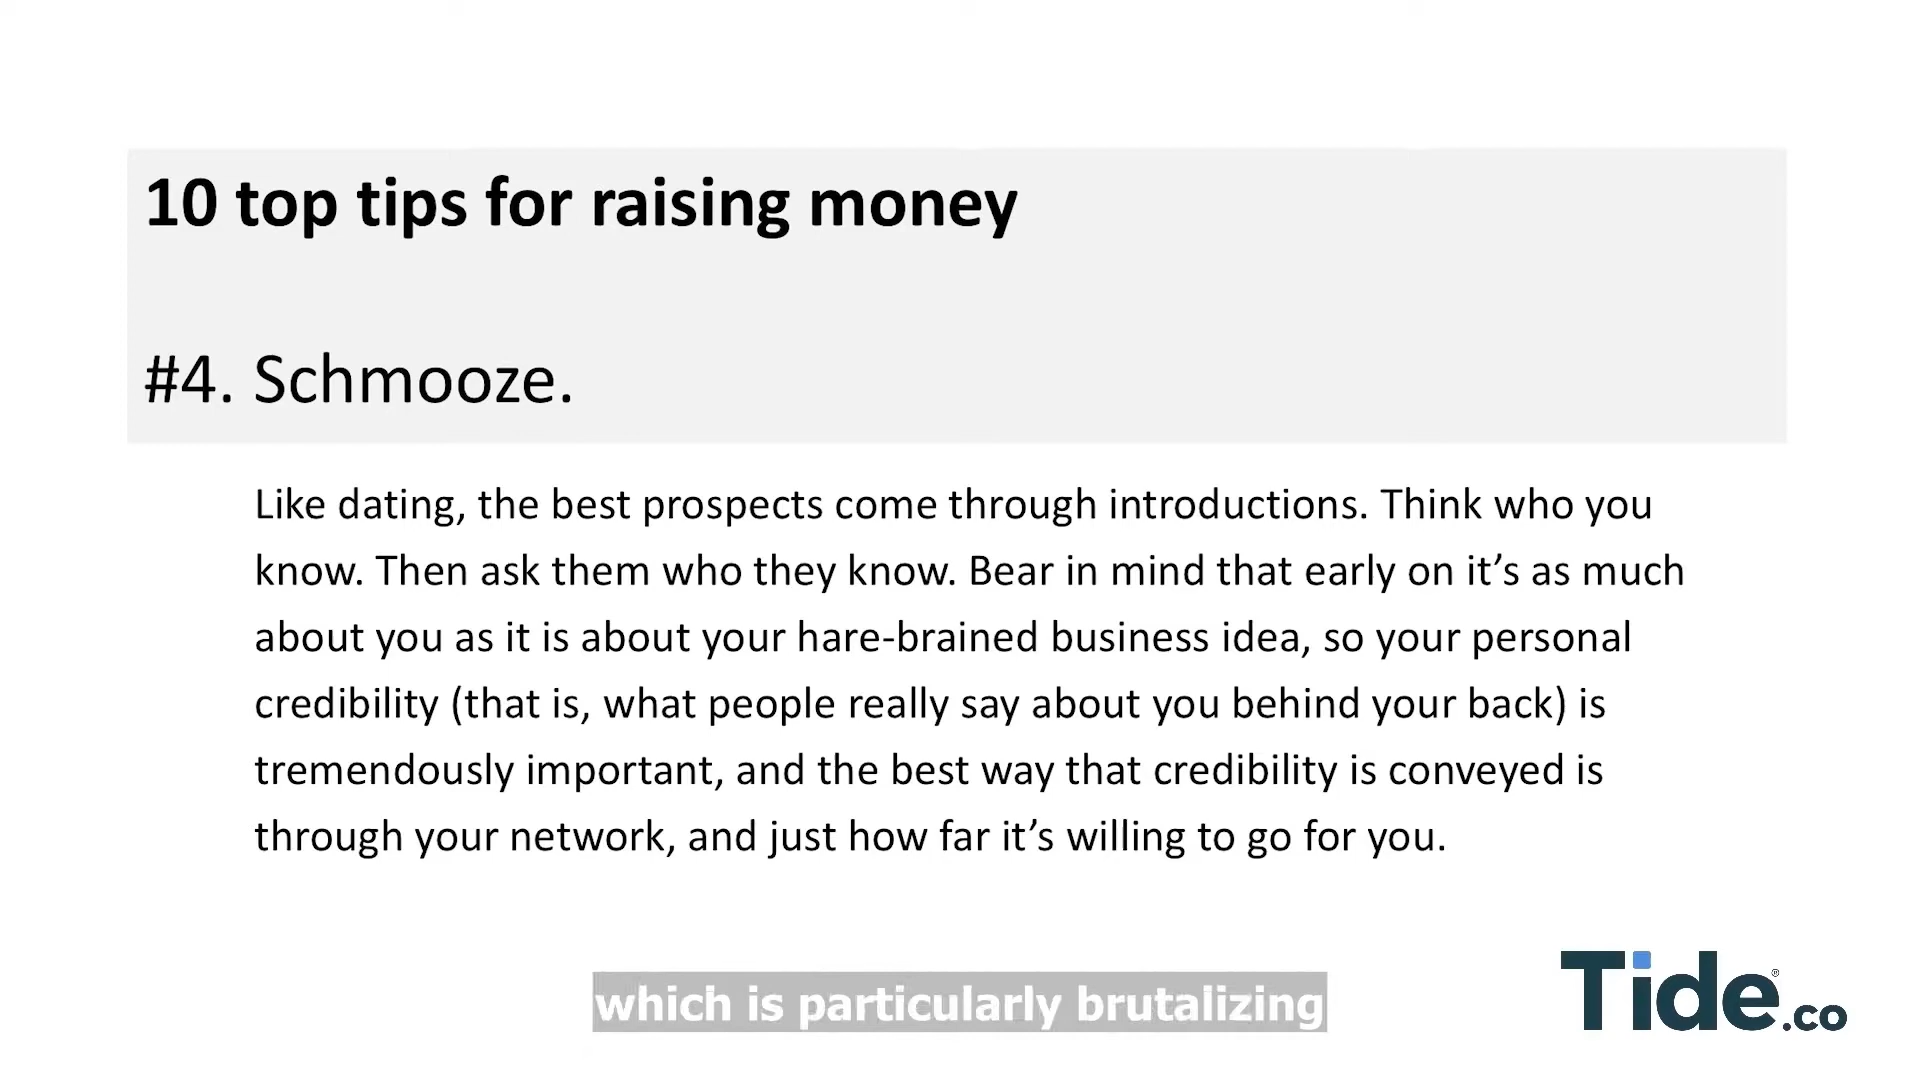 10 top tips for raising money
#4. Schmooze.
Like dating, the best prospects come through introductions. Think who you
know. Then ask them who they know. Bear in mind that early on it’s as much
about you as it is about your hare-brained business idea, so your personal
credibility (that is, what people really say about you behind your back) is
tremendously important, and the best way that credibility is conveyed is
through your network, and just how far it’s willing to go for you.
which is particularly brutalizing
Tide®.co